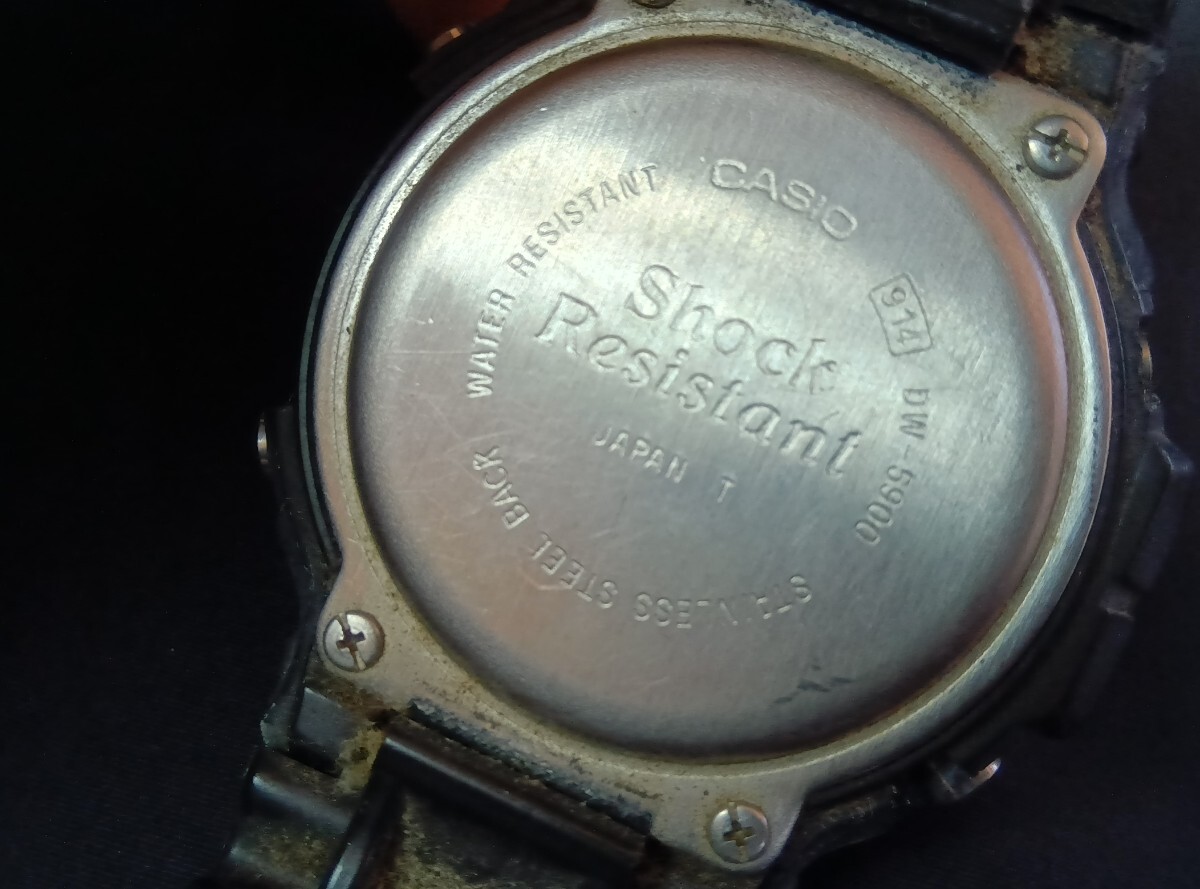 CASIO
914 DW-5900
WATER RESISTANT
Shock
Resistant
JAPAN T
STAINLESS STEEL BACK